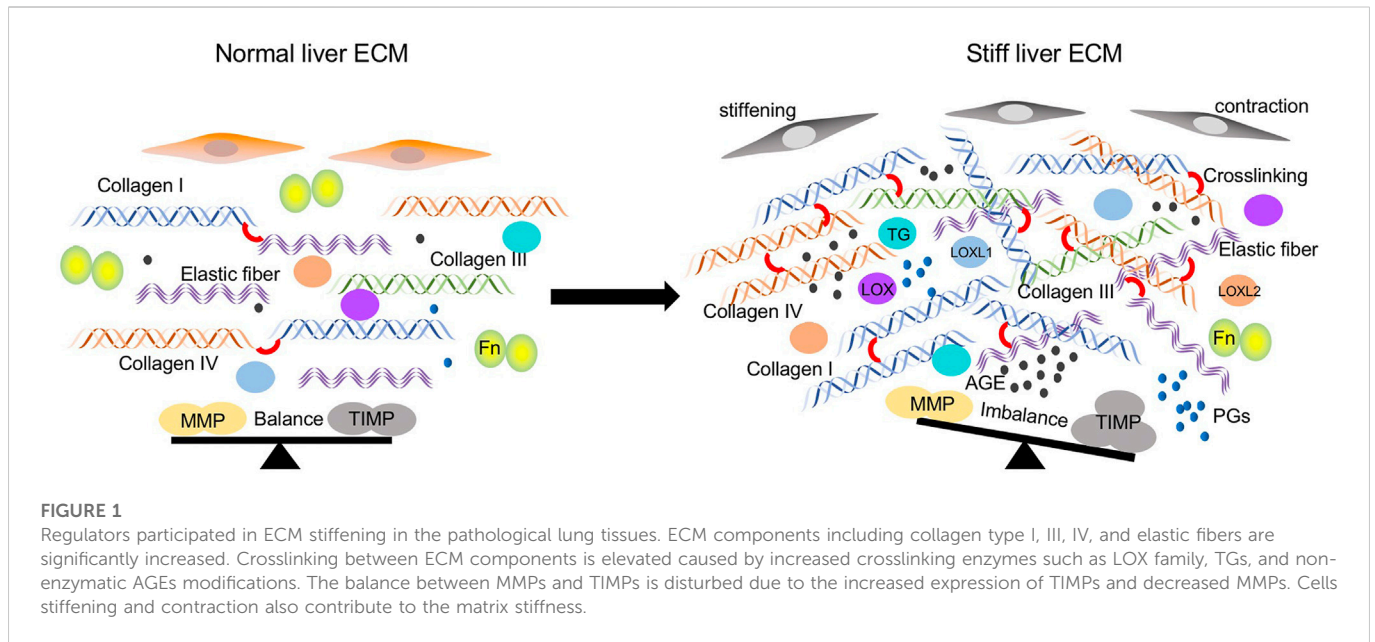 Normal liver ECM
Collagen I
Collagen III
Elastic fiber
Collagen IV
Fn
MMP
Balance
TIMP
Stiff liver ECM
stiffening
contraction
Crosslinking
TG
LOXL1
Elastic fiber
LOX
Collagen III
LOXL2
Collagen IV
Fn
Collagen I
AGE
MMP
Imbalance
TIMP
PGs
FIGURE 1
Regulators participated in ECM stiffening in the pathological lung tissues. ECM components including collagen type I, III, IV, and elastic fibers are
significantly increased. Crosslinking between ECM components is elevated caused by increased crosslinking enzymes such as LOX family, TGs, and non-
enzymatic AGEs modifications. The balance between MMPs and TIMPs is disturbed due to the increased expression of TIMPs and decreased MMPs. Cells
stiffening and contraction also contribute to the matrix stiffness.